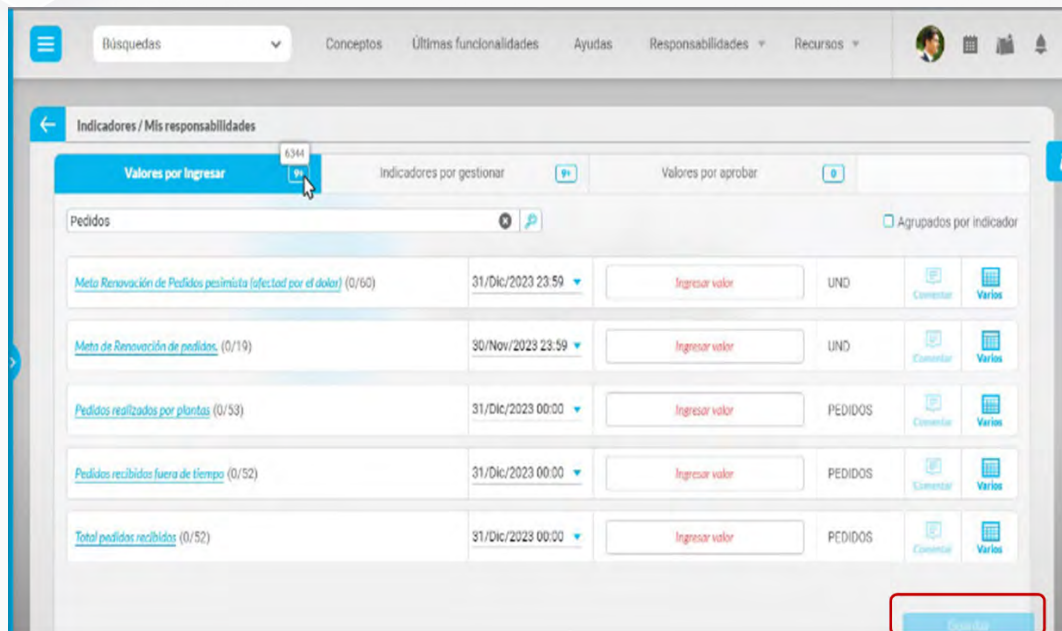 Búsquedas Conceptos Últimas funcionalidades Ayudas Responsabilidades Recursos
Indicadores / Mis responsabilidades
6344
Valores por Ingresar 9+ Indicadores por gestionar 9+ Valores por aprobar 0
Pedidos Agrupados por indicador
Meta Renovación de Pedidos pesimista (afectad por el dolar) (0/60) 31/Dic/2023 23:59 Ingresar valor UND Comentar Varios
Meta de Renovación de pedidos. (0/19) 30/Nov/2023 23:59 Ingresar valor UND Comentar Varios
Pedidos realizados por plantas (0/53) 31/Dic/2023 00:00 Ingresar valor PEDIDOS Comentar Varios
Pedidos recibidos fuera de tiempo (0/52) 31/Dic/2023 00:00 Ingresar valor PEDIDOS Comentar Varios
Total pedidos recibidos (0/52) 31/Dic/2023 00:00 Ingresar valor PEDIDOS Comentar Varios
Guardar